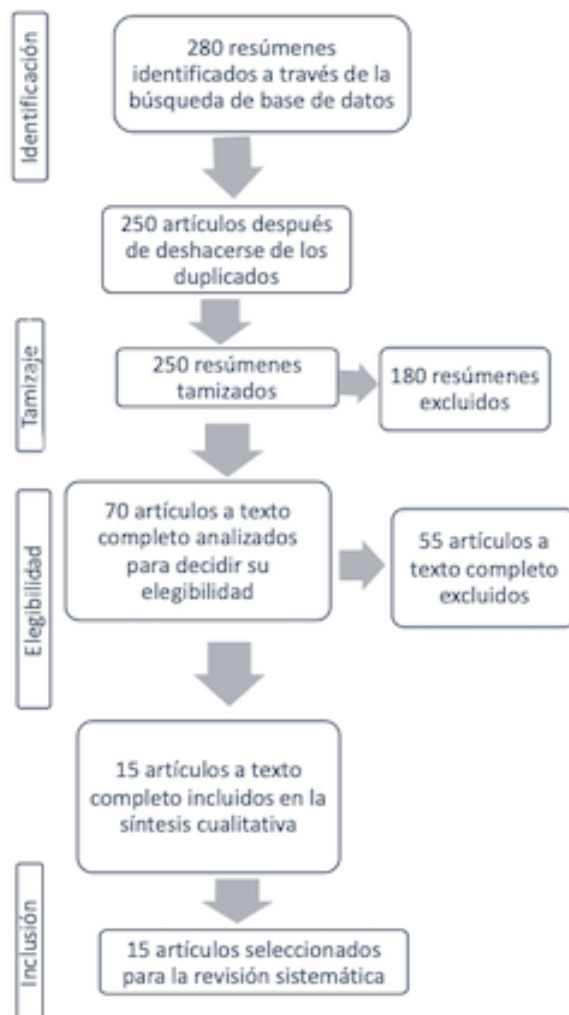 Identificación
280 resúmenes
identificados a través de la
búsqueda de base de datos
250 artículos después
de deshacerse de los
duplicados
Tamizaje
250 resúmenes
tamizados
180 resúmenes
excluidos
Elegibilidad
70 artículos a texto
completo analizados
para decidir su
elegibilidad
55 artículos a
texto completo
excluidos
15 artículos a texto
completo incluidos en la
síntesis cualitativa
Inclusión
15 artículos seleccionados
para la revisión sistemática